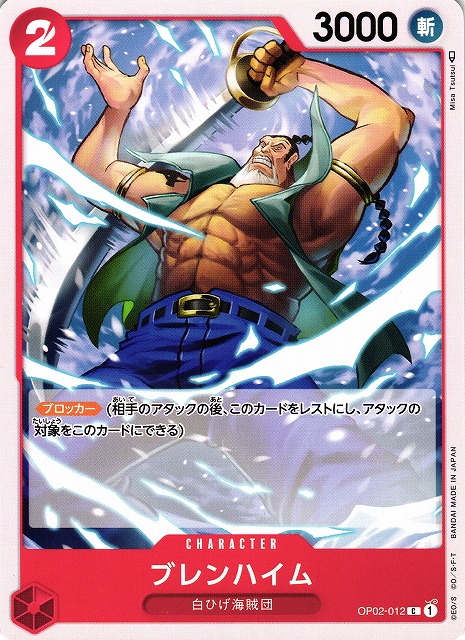 2
3000 斬
Misa Tsutsui
ブロッカー (相手のアタックの後、このカードをレストにし、アタックの
対象をこのカードにできる)
CHARACTER
ブレンハイム
白ひげ海賊団
OP02-012 C 1
©E.O/S ©O./S・F・T BANDAI MADE IN JAPAN